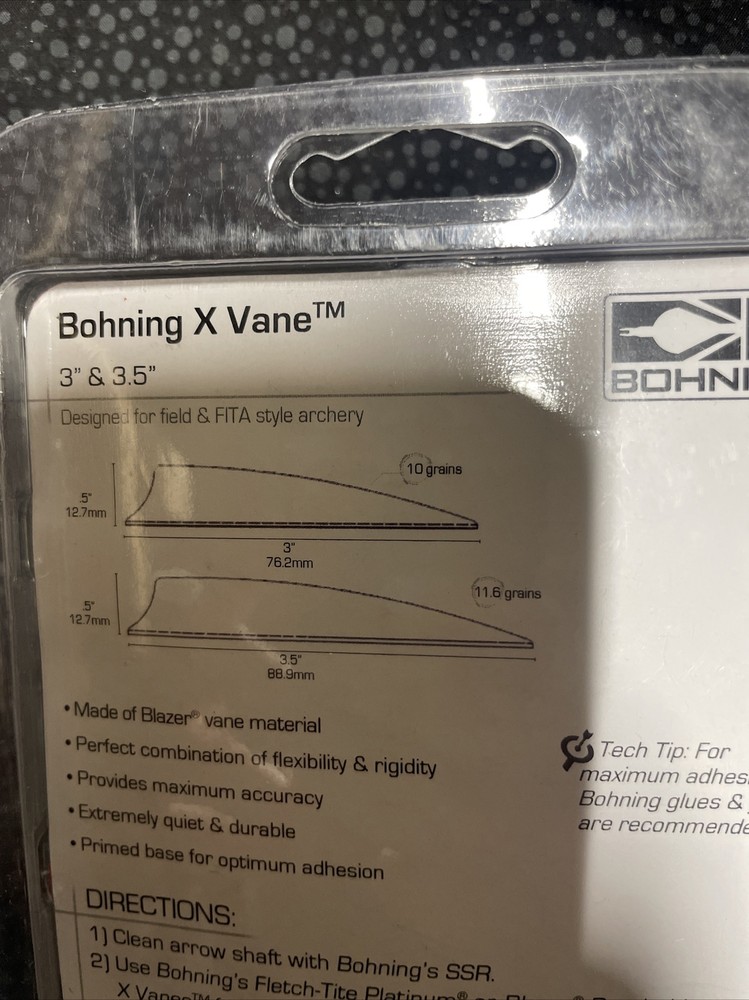 Bohning X Vane™
3” & 3.5”
BOHNI
Designed for field & FITA style archery
10 grains
.5"
12.7mm
3"
76.2mm
11.6 grains
.5"
12.7mm
3.5"
88.9mm
• Made of Blazer® vane material
• Perfect combination of flexibility & rigidity
• Provides maximum accuracy
• Extremely quiet & durable
• Primed base for optimum adhesion
Tech Tip: For
maximum adhes
Bohning glues &
are recommende
DIRECTIONS:
1) Clean arrow shaft with Bohning's SSR.
2) Use Bohning's Fletch-Tite Platinum® or
X Vanes™